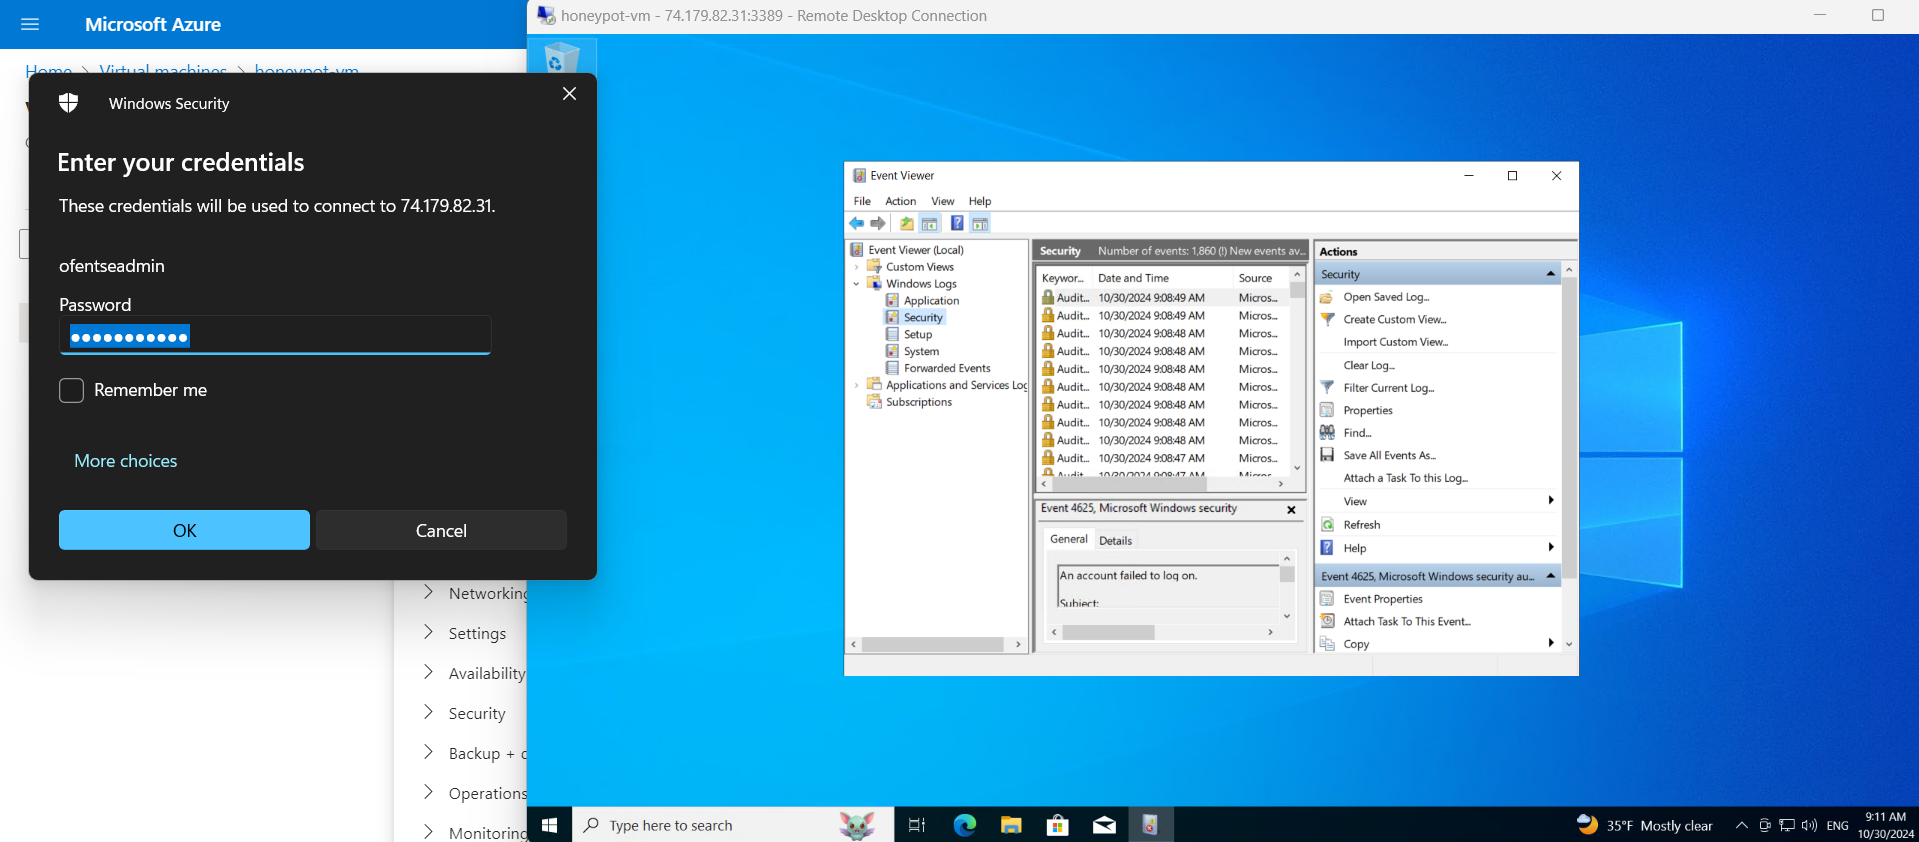 Microsoft Azure
Home > Virtual machines > honeypot-vm
Windows Security
Enter your credentials
These credentials will be used to connect to 74.179.82.31.
ofentseadmin
Password
●●●●●●●●●●●
Remember me
More choices
OK
Cancel
Networking
Settings
Availability
Security
Backup +
Operations
Monitoring
honeypot-vm - 74.179.82.31:3389 - Remote Desktop Connection
Event Viewer
File Action View Help
Event Viewer (Local)
Custom Views
Windows Logs
Application
Security
Setup
System
Forwarded Events
Applications and Services Log
Subscriptions
Security Number of events: 1,860 (!) New events av...
Keywor... Date and Time Source
Audit... 10/30/2024 9:08:49 AM Micros...
Audit... 10/30/2024 9:08:49 AM Micros...
Audit... 10/30/2024 9:08:48 AM Micros...
Audit... 10/30/2024 9:08:48 AM Micros...
Audit... 10/30/2024 9:08:48 AM Micros...
Audit... 10/30/2024 9:08:48 AM Micros...
Audit... 10/30/2024 9:08:48 AM Micros...
Audit... 10/30/2024 9:08:48 AM Micros...
Audit... 10/30/2024 9:08:48 AM Micros...
Audit... 10/30/2024 9:08:47 AM Micros...
Audit... 10/30/2024 9:08:47 AM Micros...
Event 4625, Microsoft Windows security
General Details
An account failed to log on.
Subject:
Actions
Security
Open Saved Log...
Create Custom View...
Import Custom View...
Clear Log...
Filter Current Log...
Properties
Find...
Save All Events As...
Attach a Task To this Log...
View
Refresh
Help
Event 4625, Microsoft Windows security au...
Event Properties
Attach Task To This Event...
Copy
Type here to search
35°F Mostly clear
ENG
9:11 AM
10/30/2024